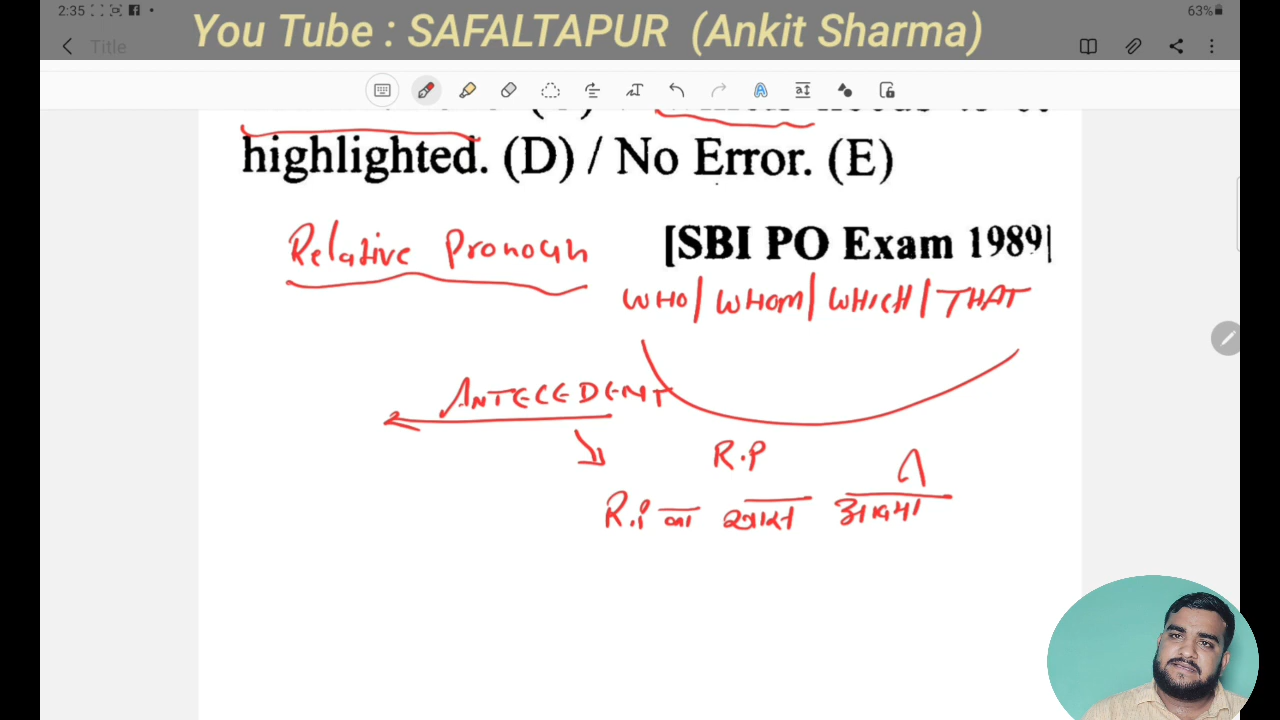 2:35
63%
You Tube : SAFALTAPUR (Ankit Sharma)
Title
highlighted. (D) / No Error. (E)
Relative Pronoun
[SBI PO Exam 1989]
WHO / WHOM / WHICH / THAT
ANTECEDENT
R.P
A
R.P का